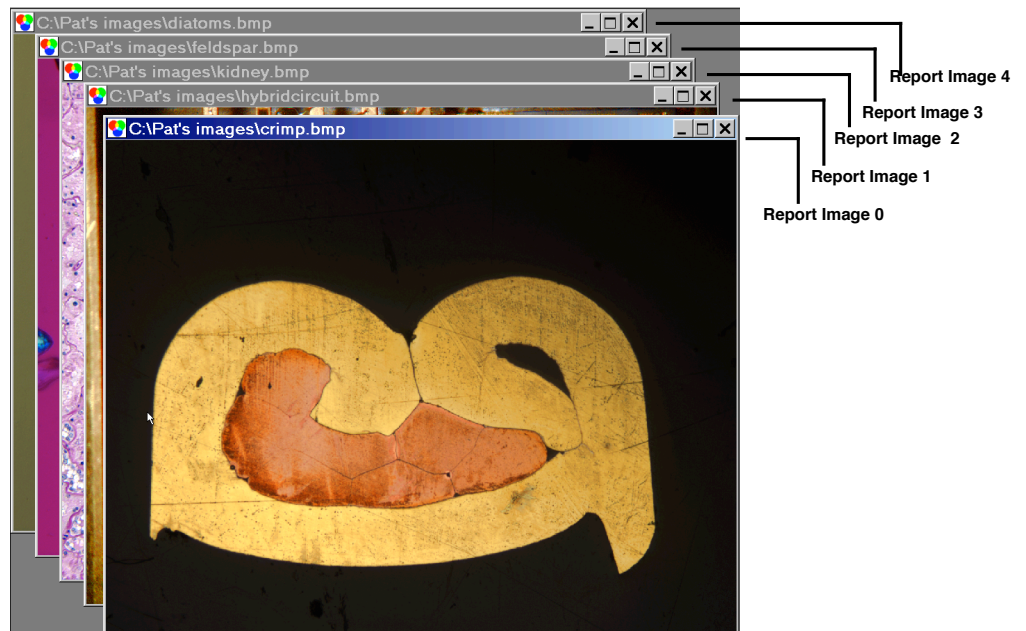 C:\Pat's images\diatoms.bmp
C:\Pat's images\feldspar.bmp
C:\Pat's images\kidney.bmp
C:\Pat's images\hybridcircuit.bmp
C:\Pat's images\crimp.bmp
Report Image 4
Report Image 3
Report Image  2
Report Image 1
Report Image 0